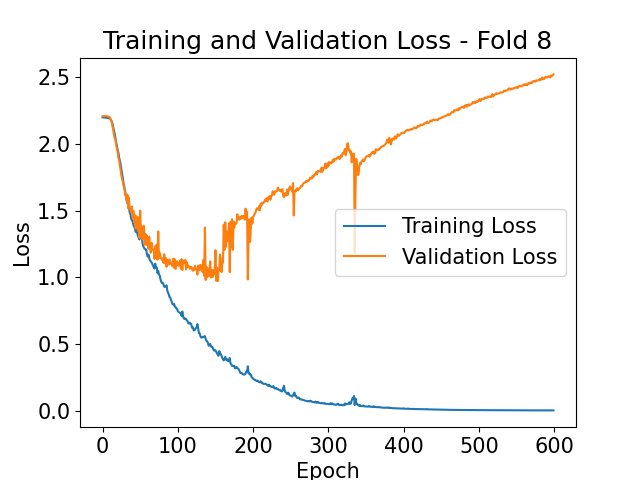 Training and Validation Loss - Fold 8
Loss
2.5
2.0
1.5
1.0
0.5
0.0
Training Loss
Validation Loss
0 100 200 300 400 500 600
Epoch